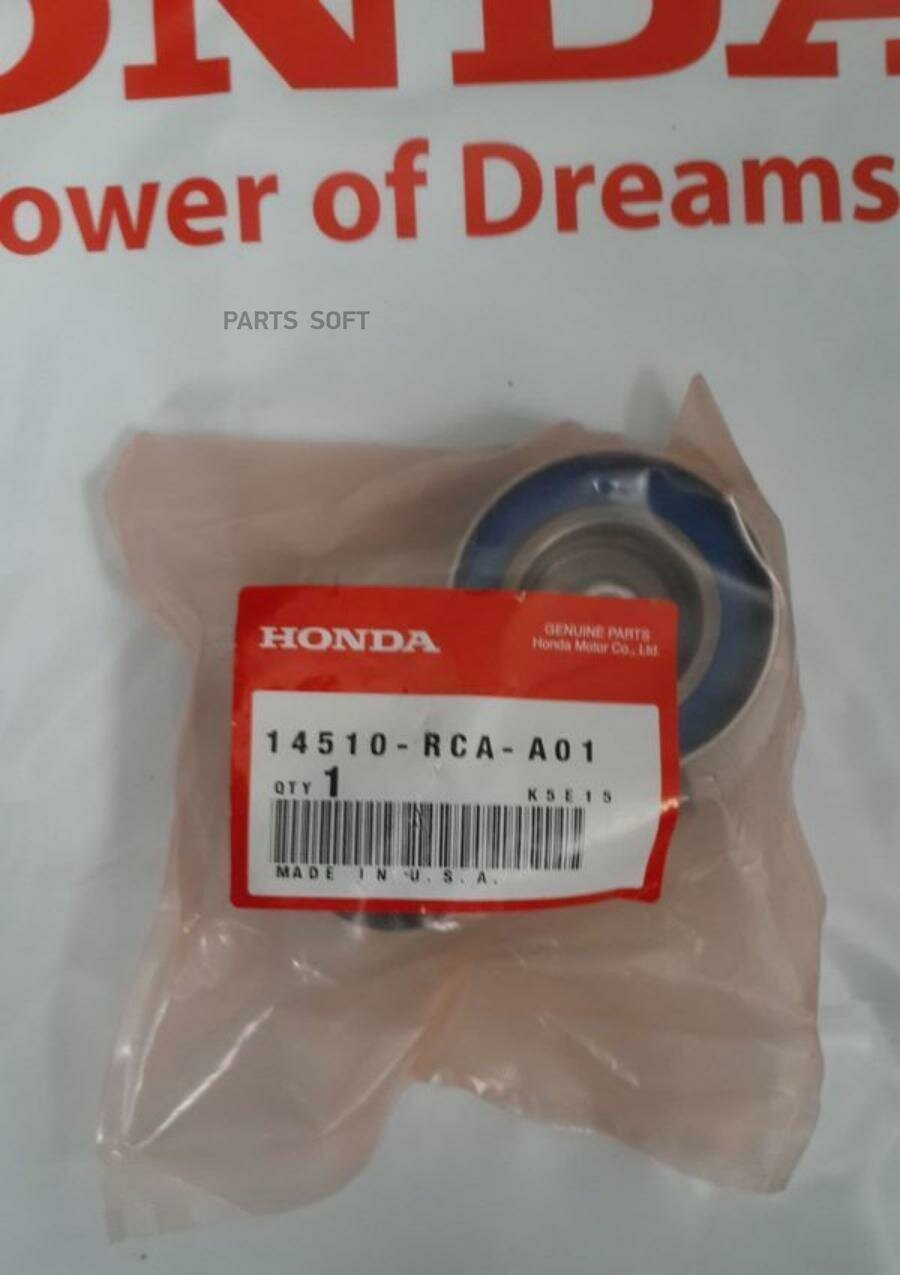 ONDA
ower of Dreams
PARTS SOFT
HONDA
GENUINE PARTS
Honda Motor Co., Ltd.
14510-RCA-A01
QTY 1
K5E15
MADE IN U.S.A.